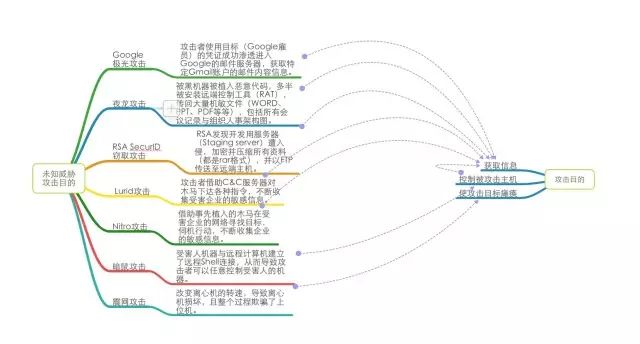 未知威胁
攻击目的
Google
极光攻击
攻击者使用目标（Google雇
员）的凭证成功渗透进入
Google的邮件服务器，获取特
定Gmail账户的邮件内容信息。
夜龙攻击
被黑机器被植入恶意代码，多半
被安装远端控制工具（RAT），
传回大量机敏文件（WORD、
PPT、PDF等等），包括所有会
议记录与组织人事架构图。
RSA SecurID
窃取攻击
RSA发现开发用服务器
（Staging server）遭入
侵，加密并压缩所有资料
（都是rar格式），并以FTP
传送至远端主机。
Lurid攻击
攻击者借助C&C服务器对
木马下达各种指令，不断收
集受害企业的敏感信息。
Nitro攻击
借助事先植入的木马在受
害企业的网络寻找目标、
伺机行动、不断收集企业
的敏感信息。
暗鼠攻击
受害人机器与远程计算机建立
了远程Shell连接，从而导致攻
击者可以任意控制受害人的机
器。
震网攻击
改变离心机的转速，导致离心
机损坏，且整个过程欺骗了上
位机。
获取信息
控制被攻击主机
使攻击目标瘫痪
攻击目的